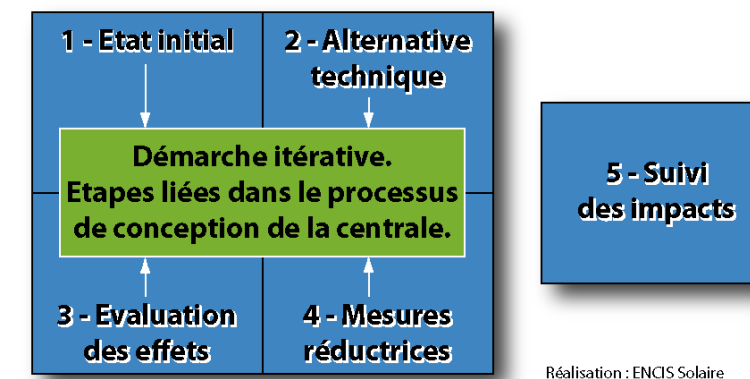 1 - Etat initial
2 - Alternative
technique
Démarche itérative.
Etapes liées dans le processus
de conception de la centrale.
3 - Evaluation
des effets
4 - Mesures
réductrices
5 - Suivi
des impacts
Réalisation : ENCIS Solaire